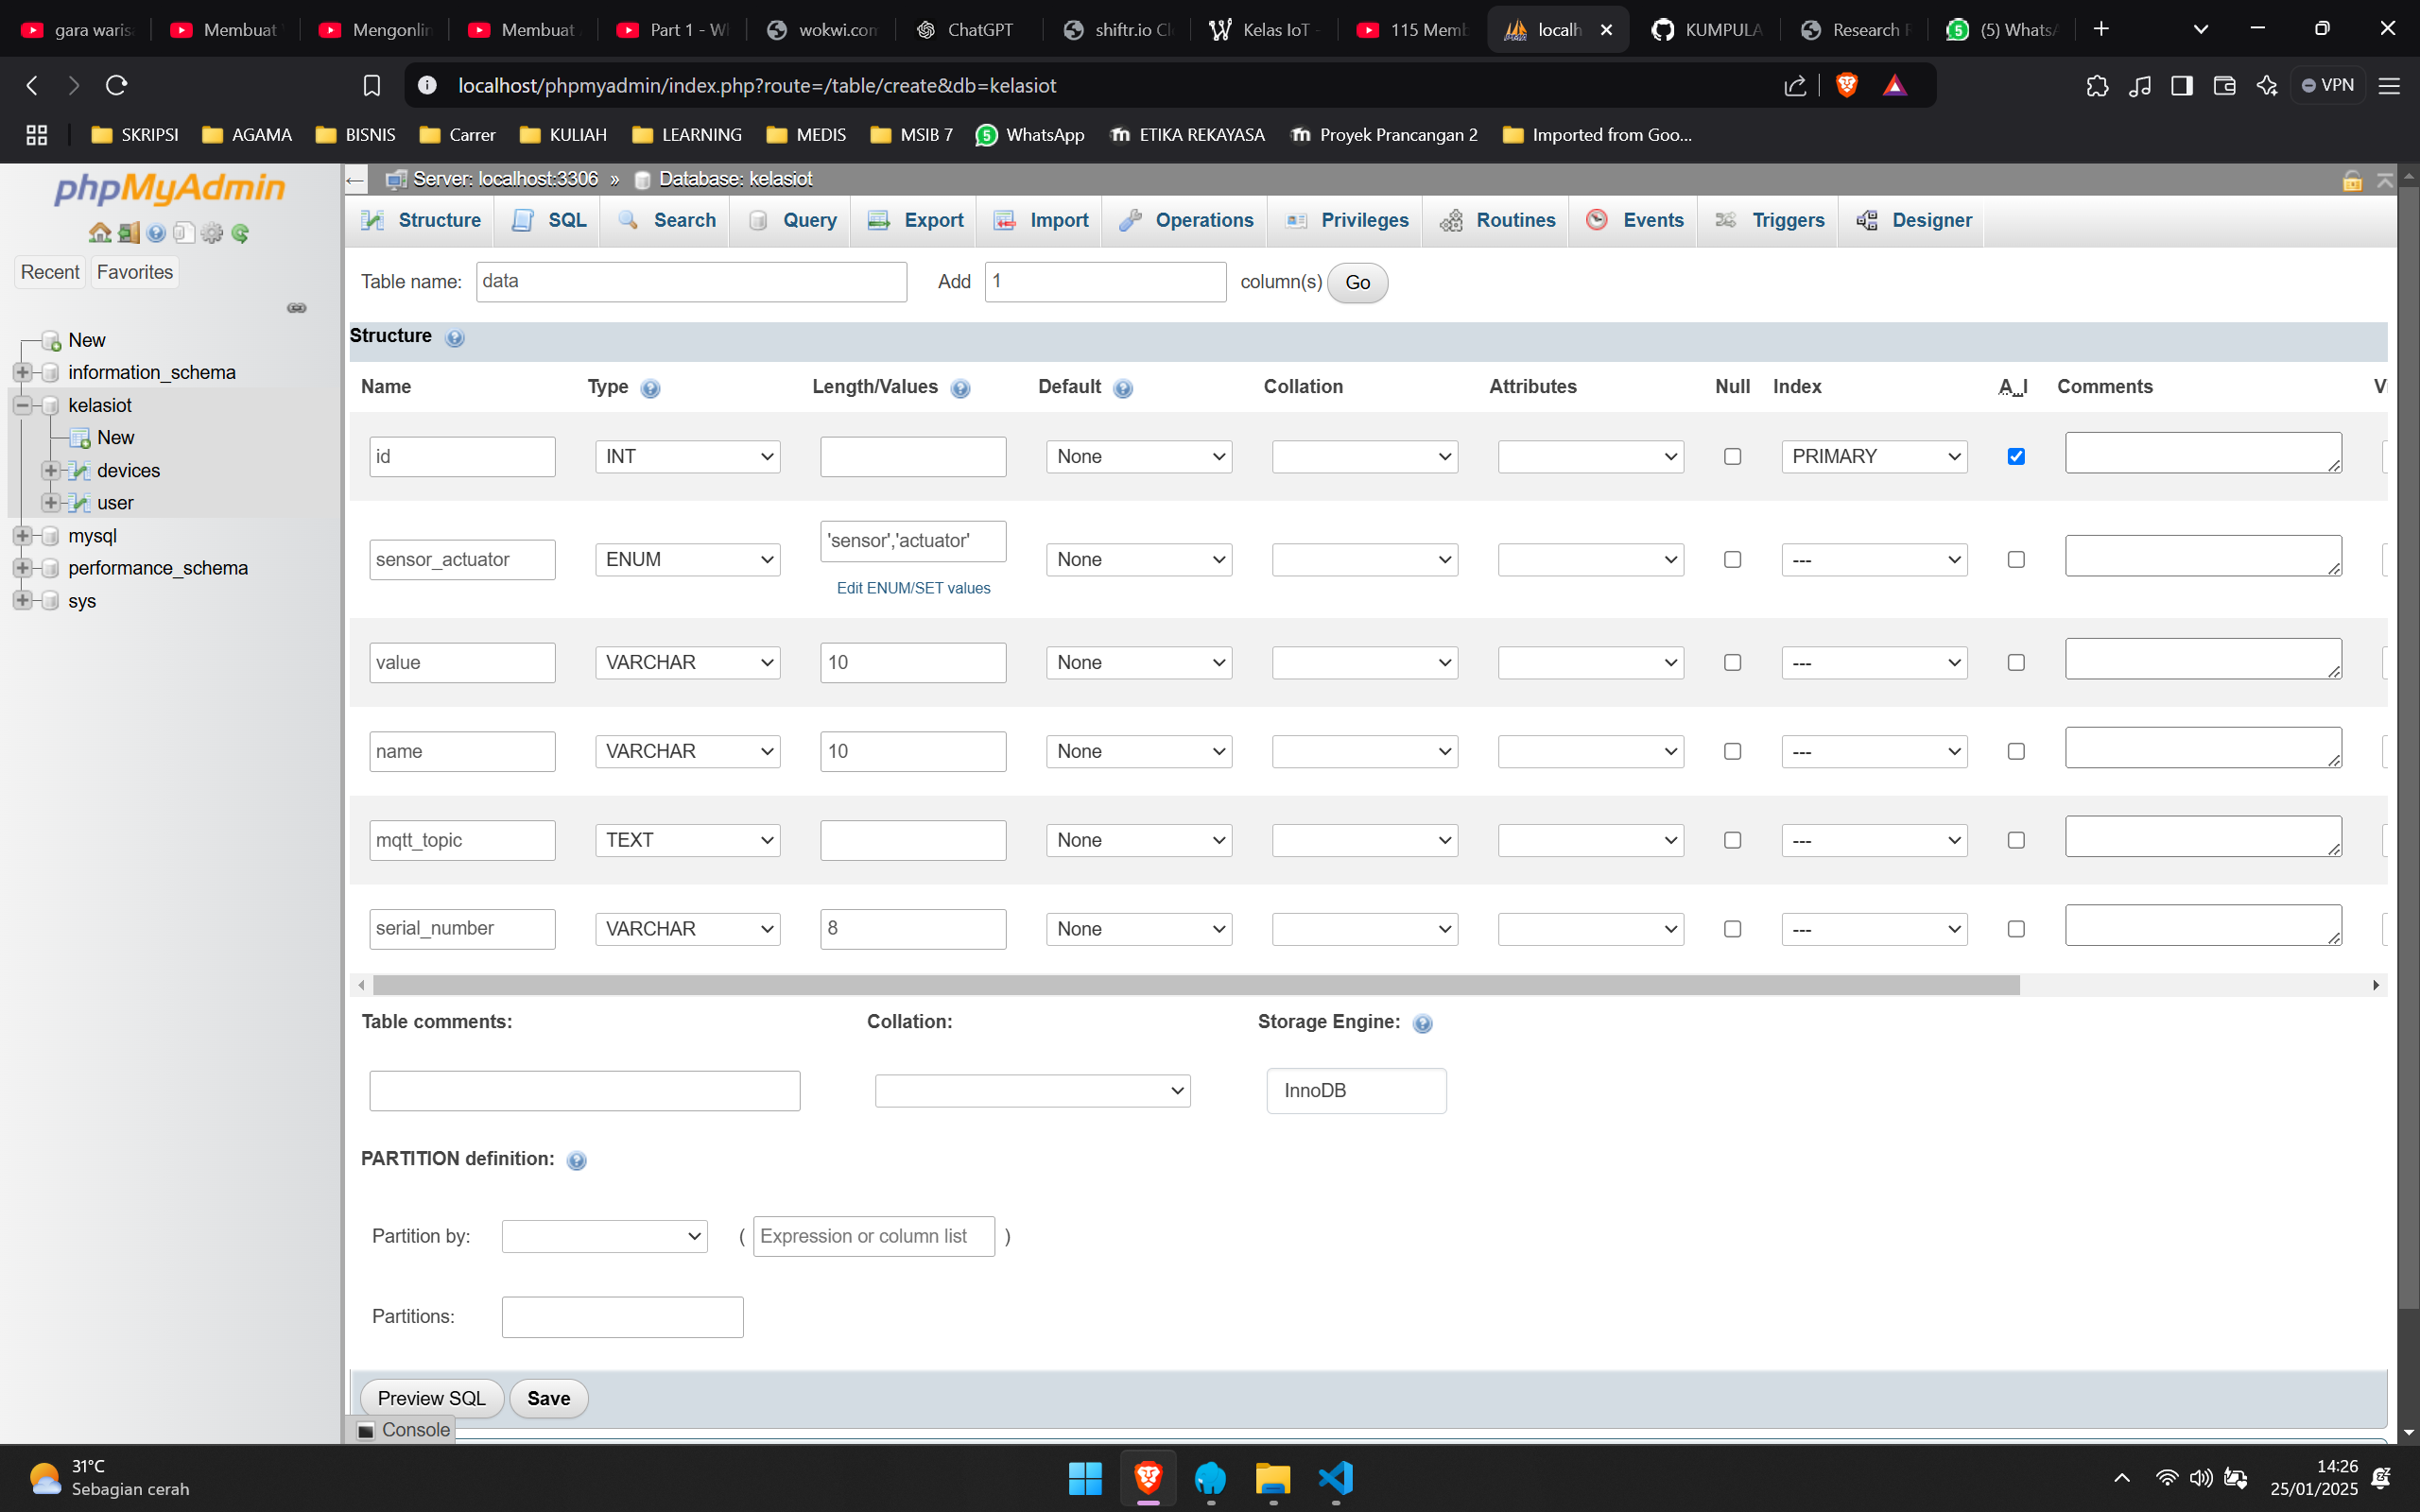 gara waris
Membuat
Mengonlin
Membuat
Part 1 - W
wokwi.com
ChatGPT
shiftr.io Cl
Kelas IoT -
115 Memb
localh
KUMPULA
Research
(5) Whats
localhost/phpmyadmin/index.php?route=/table/create&db=kelasiot
VPN
SKRIPSI
AGAMA
BISNIS
Carrer
KULIAH
LEARNING
MEDIS
MSIB 7
WhatsApp
ETIKA REKAYASA
Proyek Prancangan 2
Imported from Goo...
phpMyAdmin
Recent Favorites
New
information_schema
kelasiot
New
devices
user
mysql
performance_schema
sys
Server: localhost:3306 » Database: kelasiot
Structure SQL Search Query Export Import Operations Privileges Routines Events Triggers Designer
Table name: data Add 1 column(s) Go
Structure
Name Type Length/Values Default Collation Attributes Null Index A_I Comments Vi
id INT None PRIMARY
sensor_actuator ENUM 'sensor','actuator' None ---
Edit ENUM/SET values
value VARCHAR 10 None ---
name VARCHAR 10 None ---
mqtt_topic TEXT None ---
serial_number VARCHAR 8 None ---
Table comments: Collation: Storage Engine:
InnoDB
PARTITION definition:
Partition by: ( Expression or column list )
Partitions:
Preview SQL Save
Console
31°C
Sebagian cerah
14:26
25/01/2025